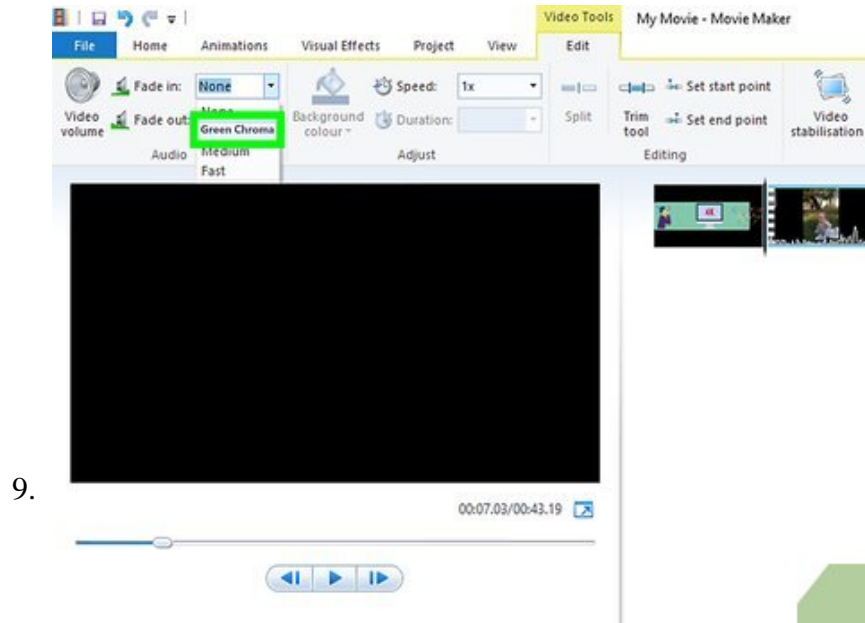 Video Tools My Movie - Movie Maker
File Home Animations Visual Effects Project View Edit
Fade in: None Speed: 1x Set start point
Video volume Fade out: None Background colour Duration: Split Trim tool Set end point Video stabilisation
Green Chroma
Audio Medium Adjust Editing
Fast
9.
00:07.03/00:43.19